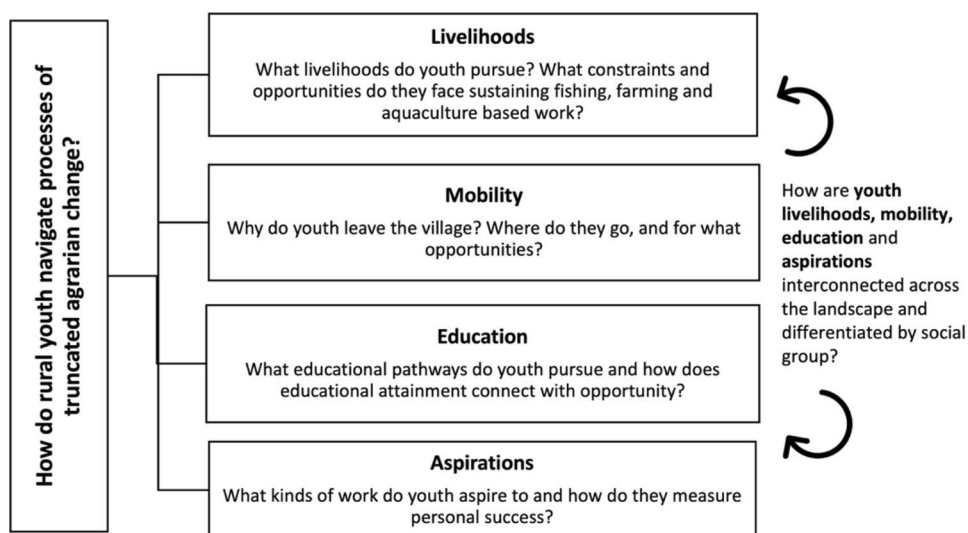 How do rural youth navigate processes of
truncated agrarian change?
Livelihoods
What livelihoods do youth pursue? What constraints and
opportunities do they face sustaining fishing, farming and
aquaculture based work?
Mobility
Why do youth leave the village? Where do they go, and for what
opportunities?
Education
What educational pathways do youth pursue and how does
educational attainment connect with opportunity?
Aspirations
What kinds of work do youth aspire to and how do they measure
personal success?
How are youth
livelihoods, mobility,
education and
aspirations
interconnected across
the landscape and
differentiated by social
group?